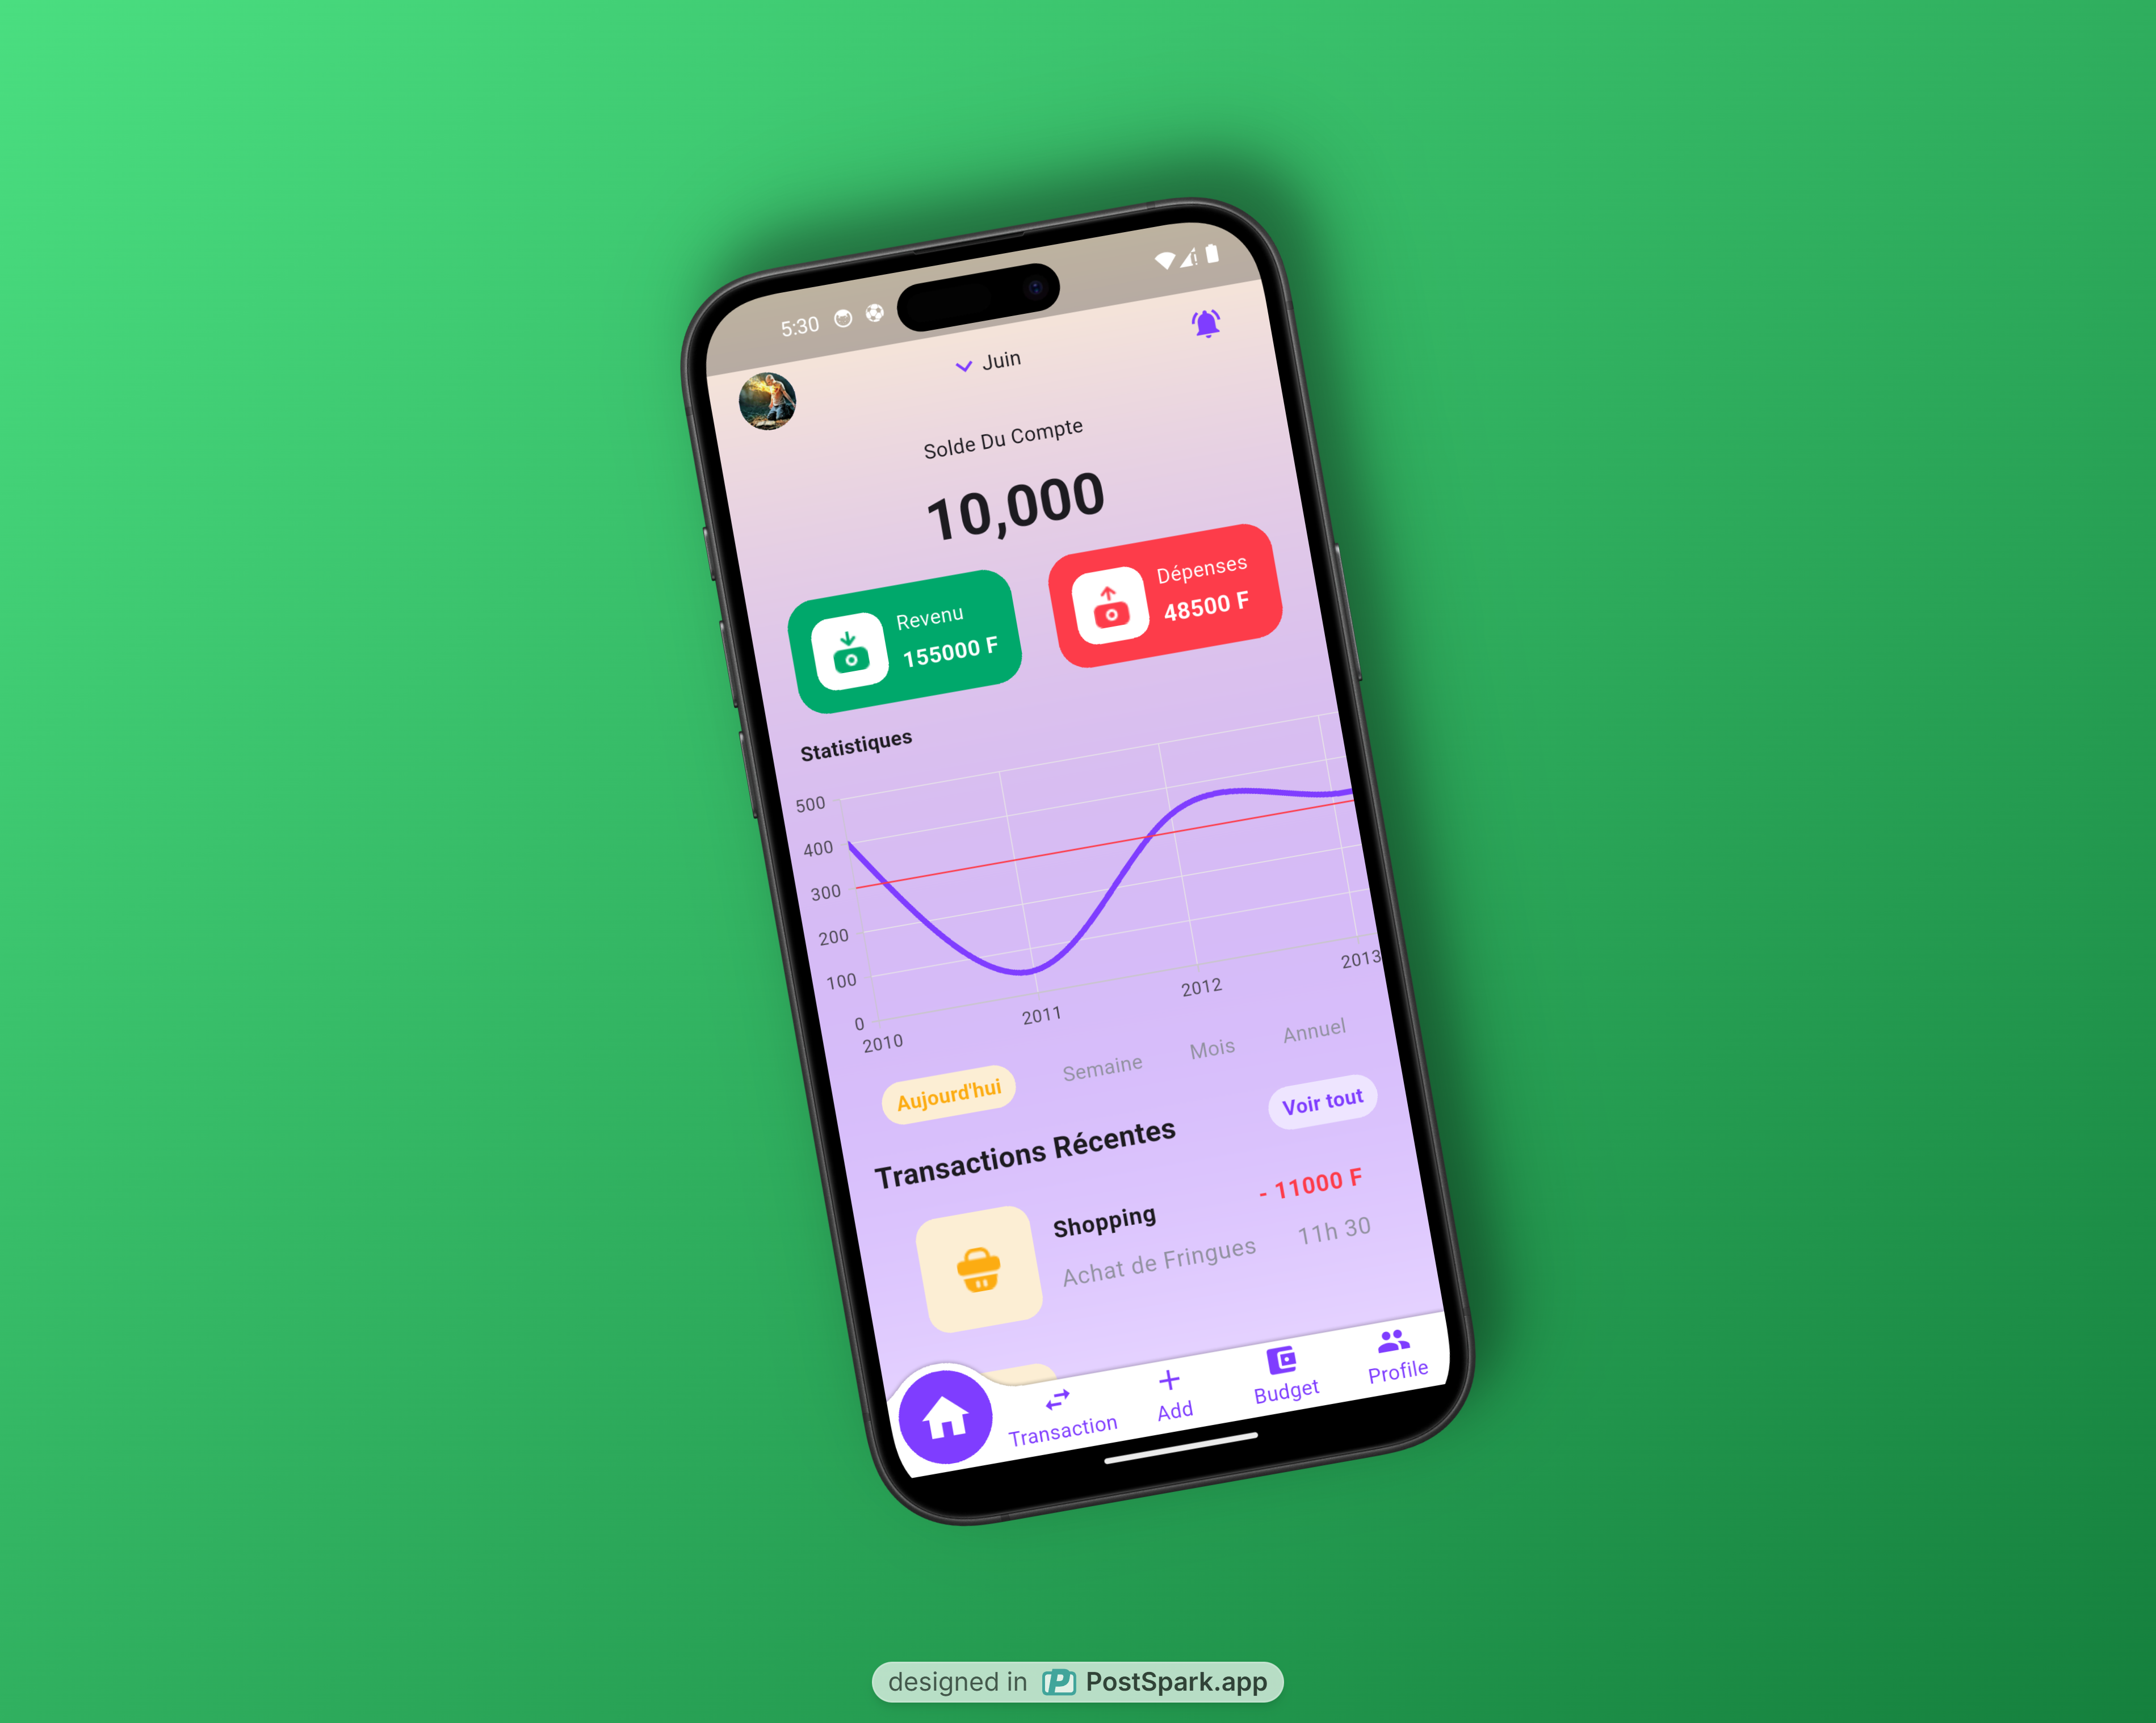 5:30
Juin
Solde Du Compte
10,000
Revenu
155000 F
Dépenses
48500 F
Statistiques
500
400
300
200
100
0
2010
2011
2012
2013
Aujourd'hui
Semaine
Mois
Annuel
Transactions Récentes
Voir tout
Shopping
- 11000 F
Achat de Fringues
11h 30
Transaction
Add
Budget
Profile
designed in PostSpark.app